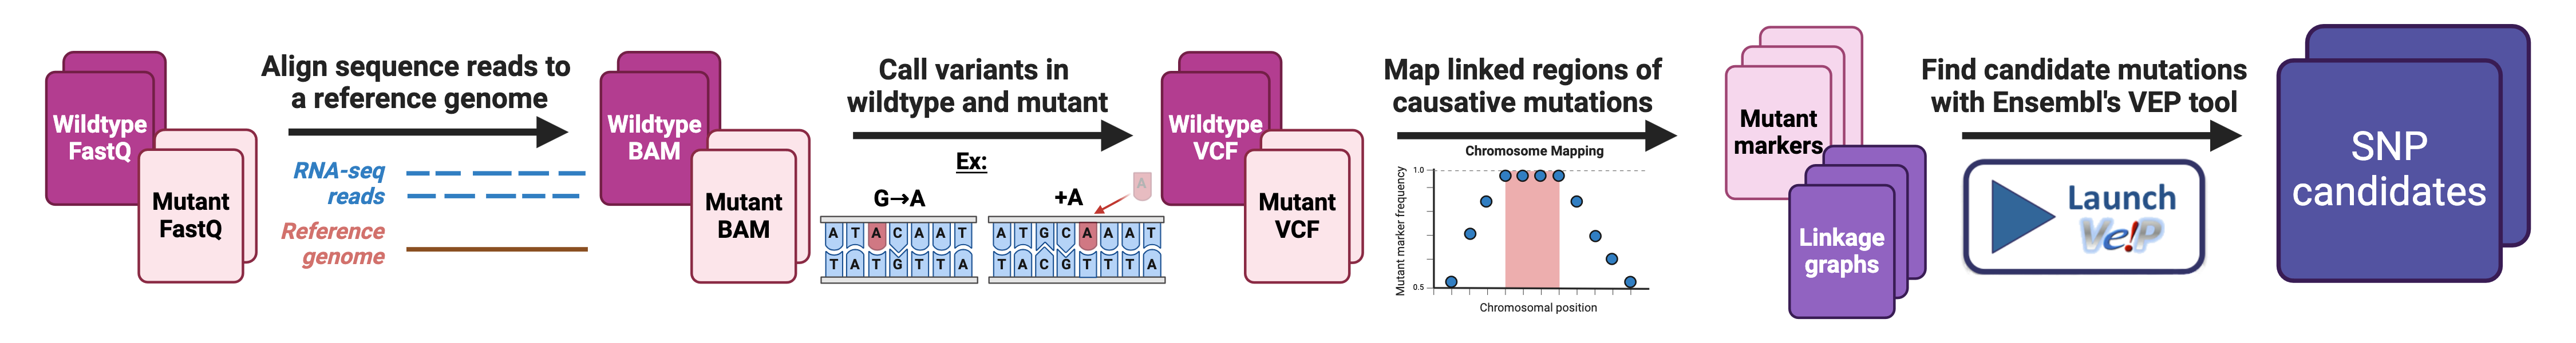 Wildtype
FastQ
Mutant
FastQ
Align sequence reads to
a reference genome
RNA-seq
reads
Reference
genome
Wildtype
BAM
Mutant
BAM
Call variants in
wildtype and mutant
Ex:
G→A
A T A C A A T
T A T G T T A
+A
A
A T G C A A A T
T A C G T T T A
Wildtype
VCF
Mutant
VCF
Map linked regions of
causative mutations
Chromosome Mapping
Mutant marker frequency
1.0
0.5
Chromosomal position
Mutant
markers
Linkage
graphs
Find candidate mutations
with Ensembl's VEP tool
Launch
Ve!P
SNP
candidates